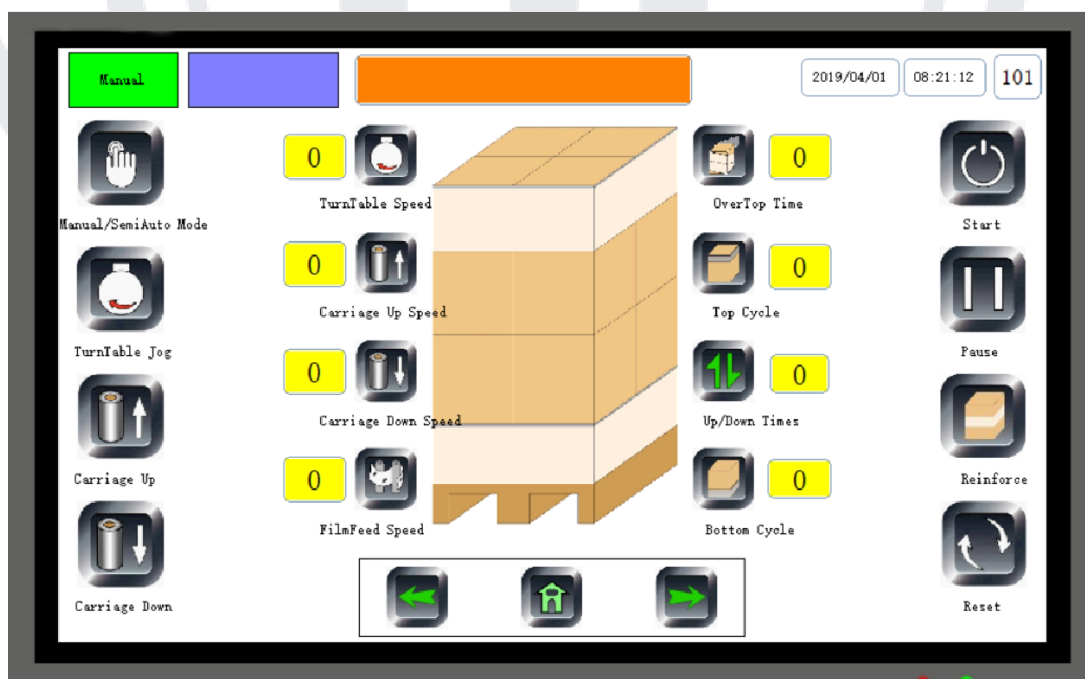 Manual
2019/04/01
08:21:12
101
0
0
TurnTable Speed
OverTop Time
Start
Manual/SemiAuto Mode
0
0
Carriage Up Speed
Top Cycle
TurnTable Jog
Pause
0
0
Carriage Down Speed
Up/Down Times
Carriage Up
Reinforce
0
0
FilmFeed Speed
Bottom Cycle
Carriage Down
Reset